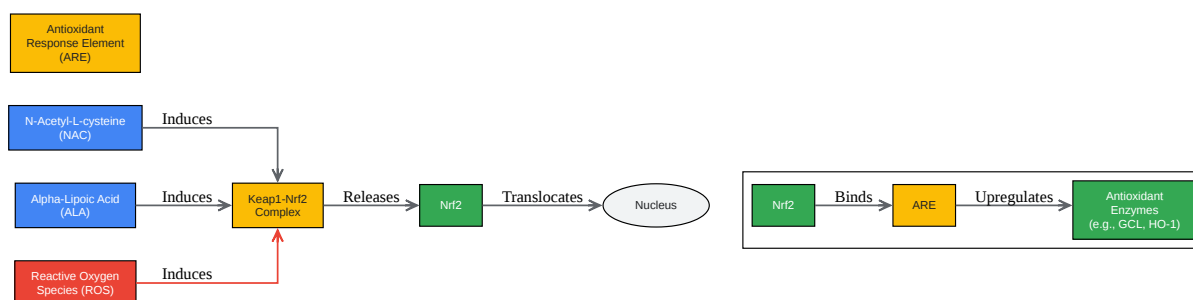 Antioxidant
Response Element
(ARE)
N-Acetyl-L-cysteine
(NAC)
Induces
Alpha-Lipoic Acid
(ALA)
Induces
Keap1-Nrf2
Complex
Releases
Nrf2
Translocates
Nucleus
Reactive Oxygen
Species (ROS)
Induces
Nrf2
Binds
ARE
Upregulates
Antioxidant
Enzymes
(e.g., GCL, HO-1)